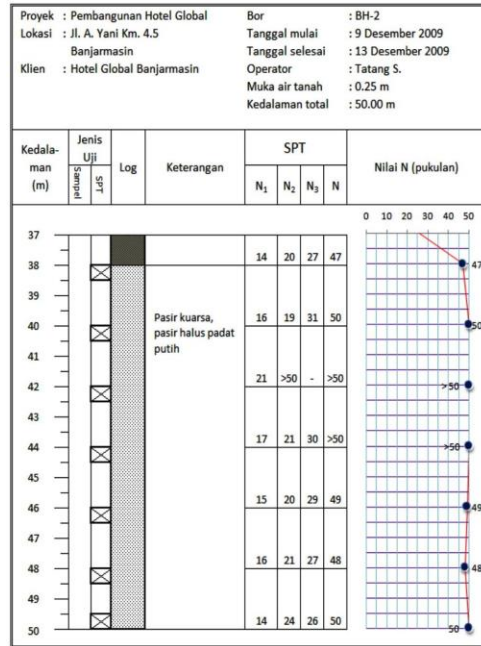 Proyek : Pembangunan Hotel Global
Lokasi : Jl. A. Yani Km. 4.5
Banjarmasin
Klien : Hotel Global Banjarmasin
Bor : BH-2
Tanggal mulai : 9 Desember 2009
Tanggal selesai : 13 Desember 2009
Operator : Tatang S.
Muka air tanah : 0.25 m
Kedalaman total : 50.00 m
Kedala-
man
(m)
Jenis
Uji
Sampel
SPT
Log
Keterangan
SPT
N1 N2 N3 N
Nilai N (pukulan)
0 10 20 30 40 50
37
14 20 27 47
47
38
39
16 19 31 50
50
40
Pasir kuarsa,
pasir halus padat
putih
41
21 >50 - >50
>50
42
43
17 21 30 >50
>50
44
45
15 20 29 49
49
46
47
16 21 27 48
48
48
49
14 24 26 50
50
50